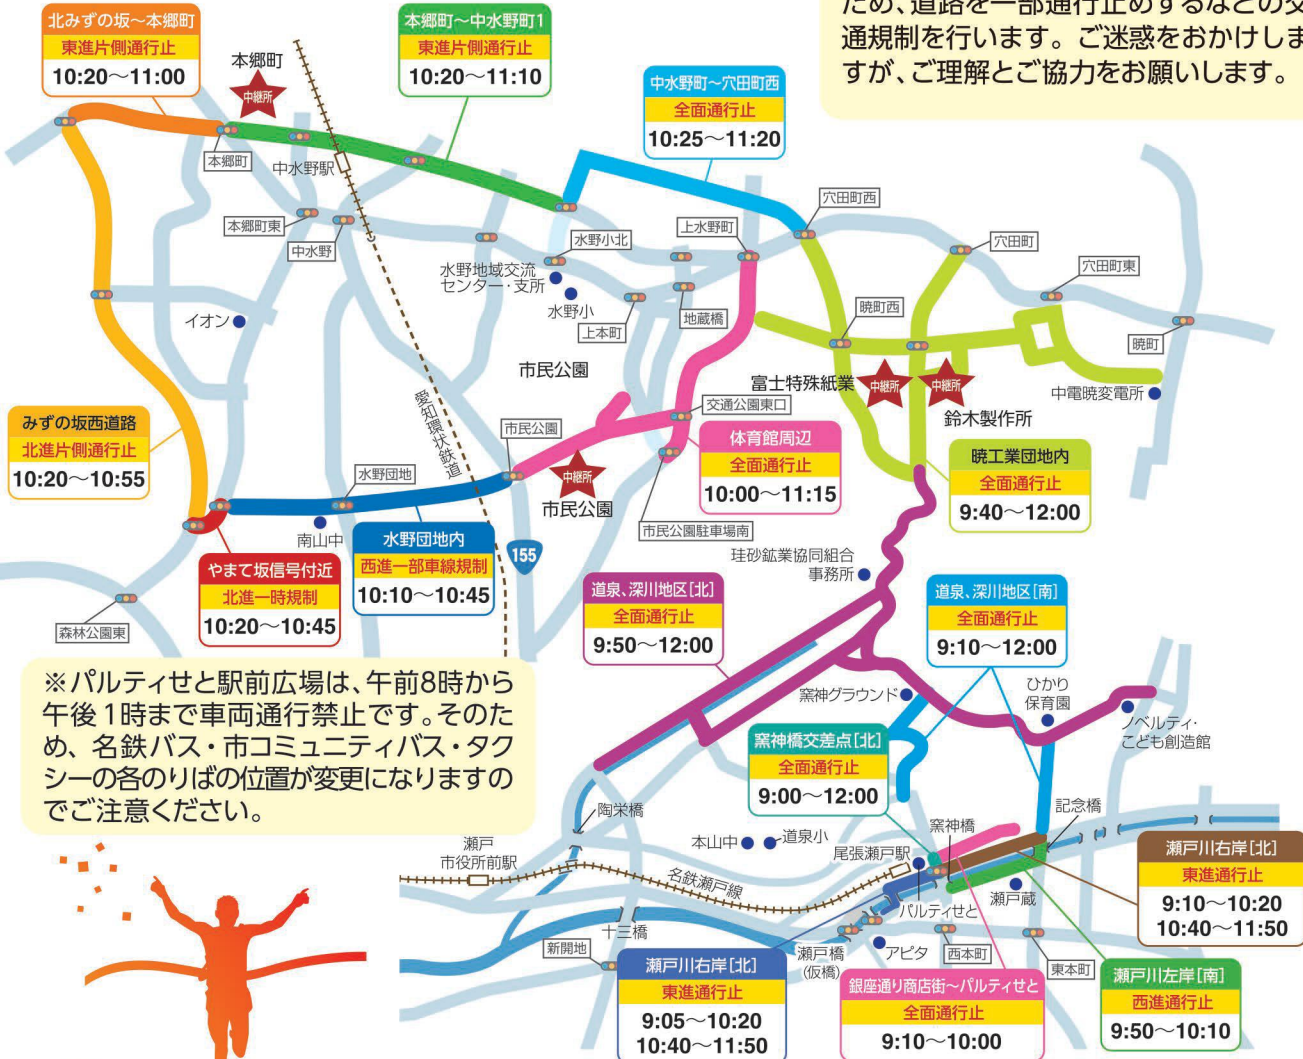 ため、道路を一部通行止めするなどの交
通規制を行います。ご迷惑をおかけしま
すが、ご理解とご協力をお願いします。
北みずの坂～本郷町
東進片側通行止
10:20～11:00
本郷町～中水野町1
東進片側通行止
10:20～11:10
中水野町～穴田町西
全面通行止
10:25～11:20
本郷町
中継所
本郷町
中水野駅
本郷町東
中水野
水野小北
上水野町
穴田町西
穴田町
穴田町東
暁町
水野地域交流
センター・支所
水野小
上本町
地蔵橋
暁町西
イオン
市民公園
愛知環状鉄道
富士特殊紙業
中継所
中継所
鈴木製作所
中電暁変電所
みずの坂西道路
北進片側通行止
10:20～10:55
交通公園東口
市民公園
水野団地
中継所
市民公園
体育館周辺
全面通行止
10:00～11:15
暁工業団地内
全面通行止
9:40～12:00
市民公園駐車場南
南山中
水野団地内
西進一部車線規制
10:10～10:45
やまて坂信号付近
北進一時規制
10:20～10:45
155
森林公園東
珪砂鉱業協同組合
事務所
道泉、深川地区[北]
全面通行止
9:50～12:00
道泉、深川地区[南]
全面通行止
9:10～12:00
※パルティせと駅前広場は、午前8時から
午後1時まで車両通行禁止です。そのた
め、名鉄バス・市コミュニティバス・タク
シーの各のりばの位置が変更になりますの
でご注意ください。
窯神グラウンド
ひかり
保育園
ノベルティ・
こども創造館
窯神橋交差点[北]
全面通行止
9:00～12:00
陶栄橋
本山中
道泉小
窯神橋
記念橋
瀬戸
市役所前駅
名鉄瀬戸線
尾張瀬戸駅
パルティせと
瀬戸蔵
瀬戸川右岸[北]
東進通行止
9:10～10:20
10:40～11:50
十三橋
新開地
瀬戸橋
(仮橋)
アピタ
西本町
東本町
瀬戸川右岸[北]
東進通行止
9:05～10:20
10:40～11:50
銀座通り商店街～パルティせと
全面通行止
9:10～10:00
瀬戸川左岸[南]
西進通行止
9:50～10:10